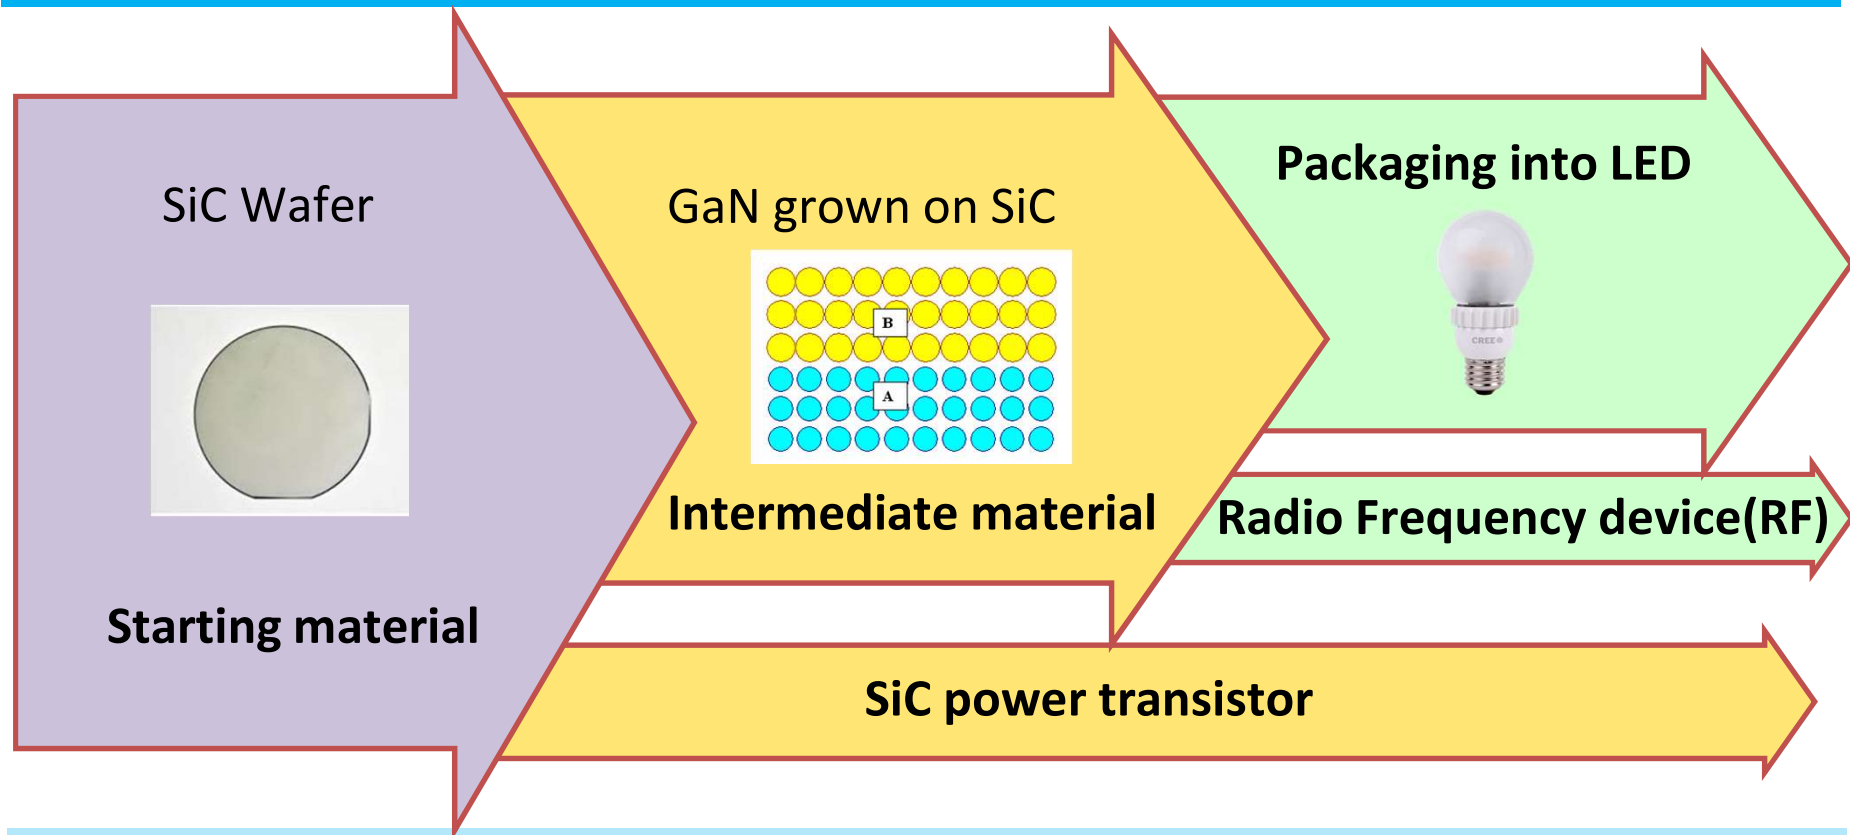 SiC Wafer
Starting material
GaN grown on SiC
B
A
Intermediate material
Packaging into LED
CREE
Radio Frequency device(RF)
SiC power transistor